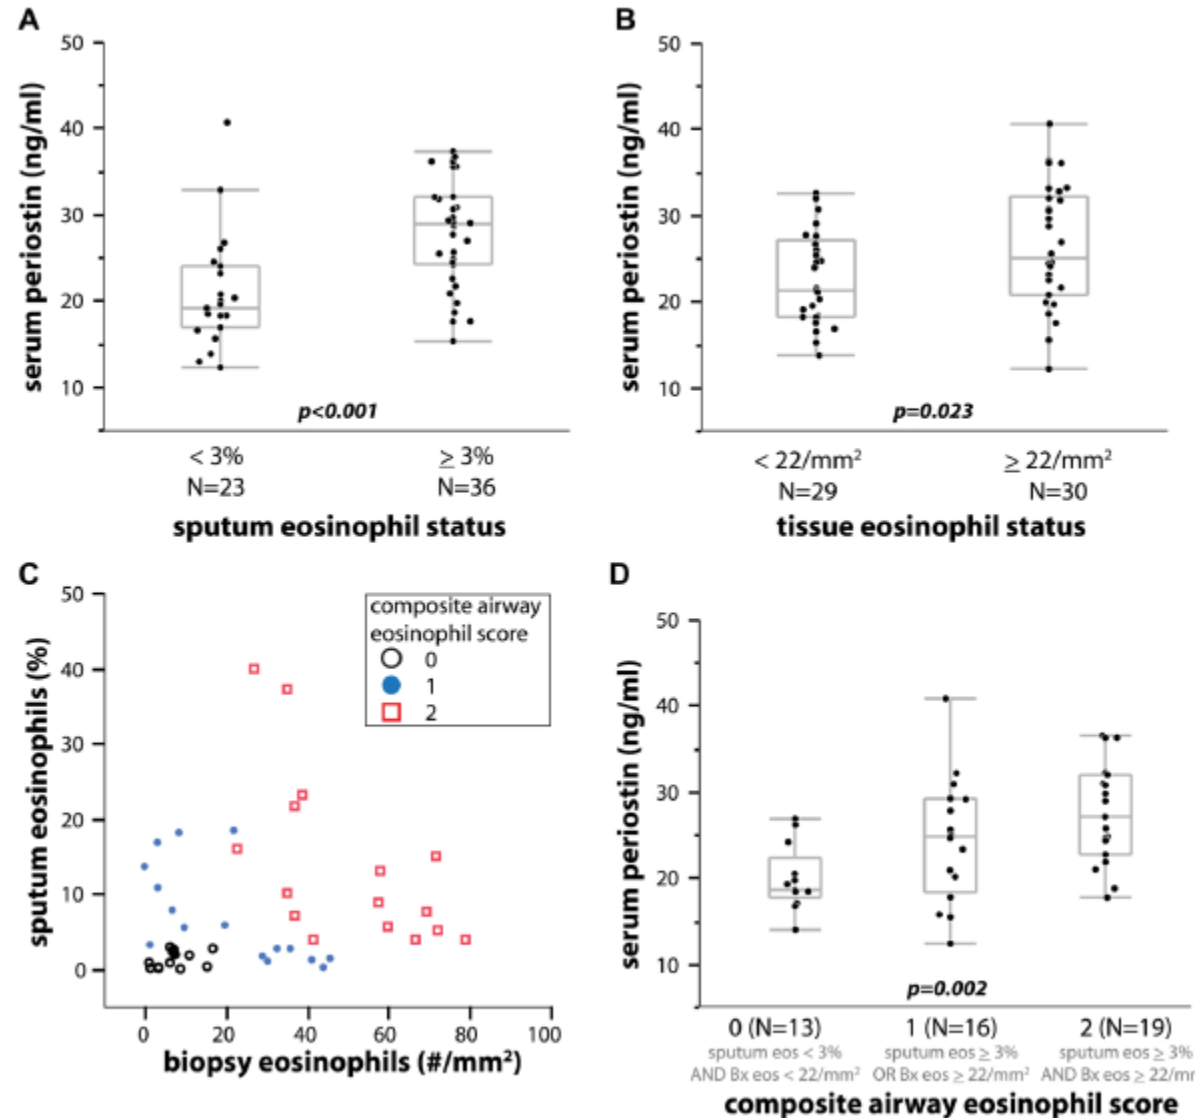 A
50
40
30
20
10
serum periostin (ng/ml)
p<0.001
< 3%
≥ 3%
N=23
N=36
sputum eosinophil status
B
50
40
30
20
10
serum periostin (ng/ml)
p=0.023
< 22/mm²
≥ 22/mm²
N=29
N=30
tissue eosinophil status
C
50
40
30
20
10
0
sputum eosinophils (%)
composite airway
eosinophil score
0
1
2
0 20 40 60 80 100
biopsy eosinophils (#/mm²)
D
50
40
30
20
10
serum periostin (ng/ml)
p=0.002
0 (N=13) 1 (N=16) 2 (N=19)
sputum eos < 3% sputum eos ≥ 3% sputum eos ≥ 3%
AND Bx eos < 22/mm² OR Bx eos ≥ 22/mm² AND Bx eos ≥ 22/m
composite airway eosinophil score